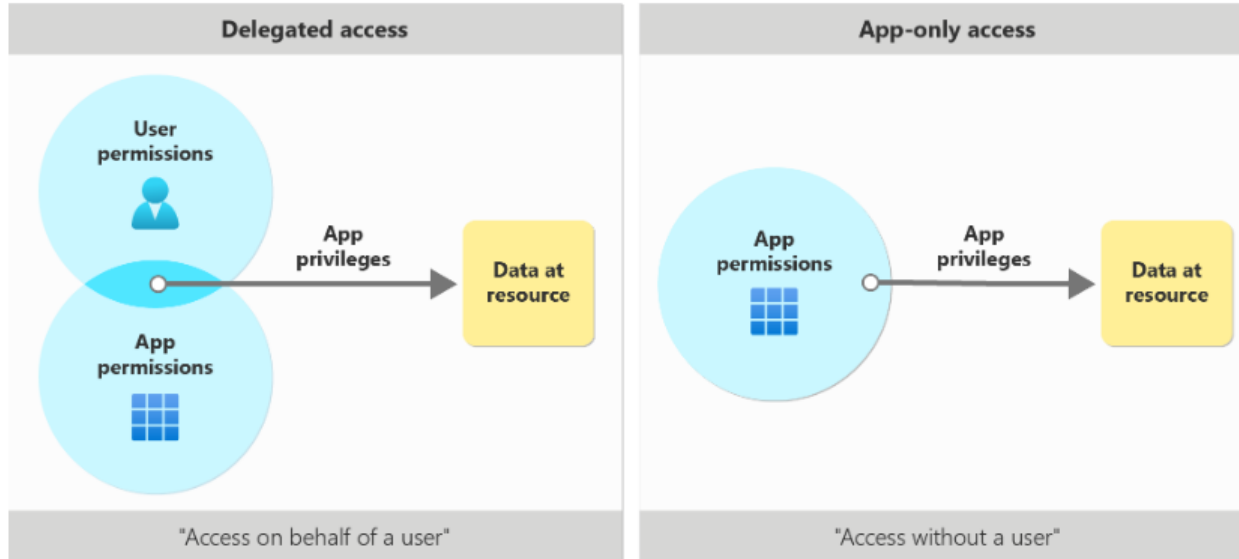 Delegated access
User
permissions
App
privileges
Data at
resource
App
permissions
"Access on behalf of a user"
App-only access
App
permissions
App
privileges
Data at
resource
"Access without a user"